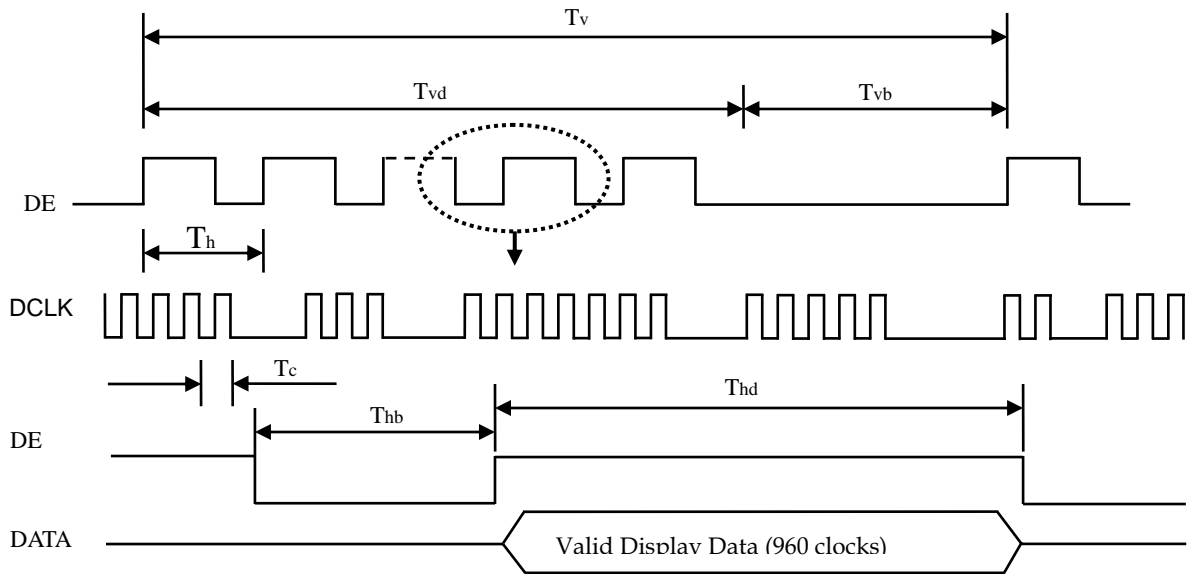 Tv
Tvd
Tvb
DE
Th
DCLK
Tc
Thd
Thb
DE
DATA
Valid Display Data (960 clocks)